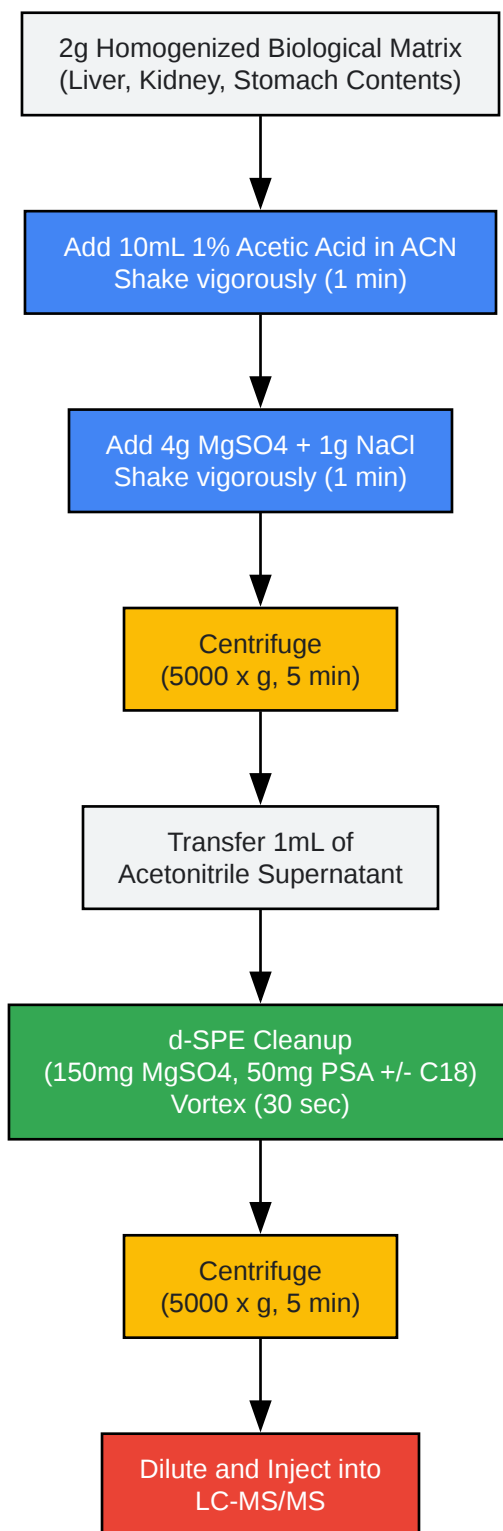 2g Homogenized Biological Matrix
(Liver, Kidney, Stomach Contents)
Add 10mL 1% Acetic Acid in ACN
Shake vigorously (1 min)
Add 4g MgSO4 + 1g NaCl
Shake vigorously (1 min)
Centrifuge
(5000 x g, 5 min)
Transfer 1mL of
Acetonitrile Supernatant
d-SPE Cleanup
(150mg MgSO4, 50mg PSA +/- C18)
Vortex (30 sec)
Centrifuge
(5000 x g, 5 min)
Dilute and Inject into
LC-MS/MS